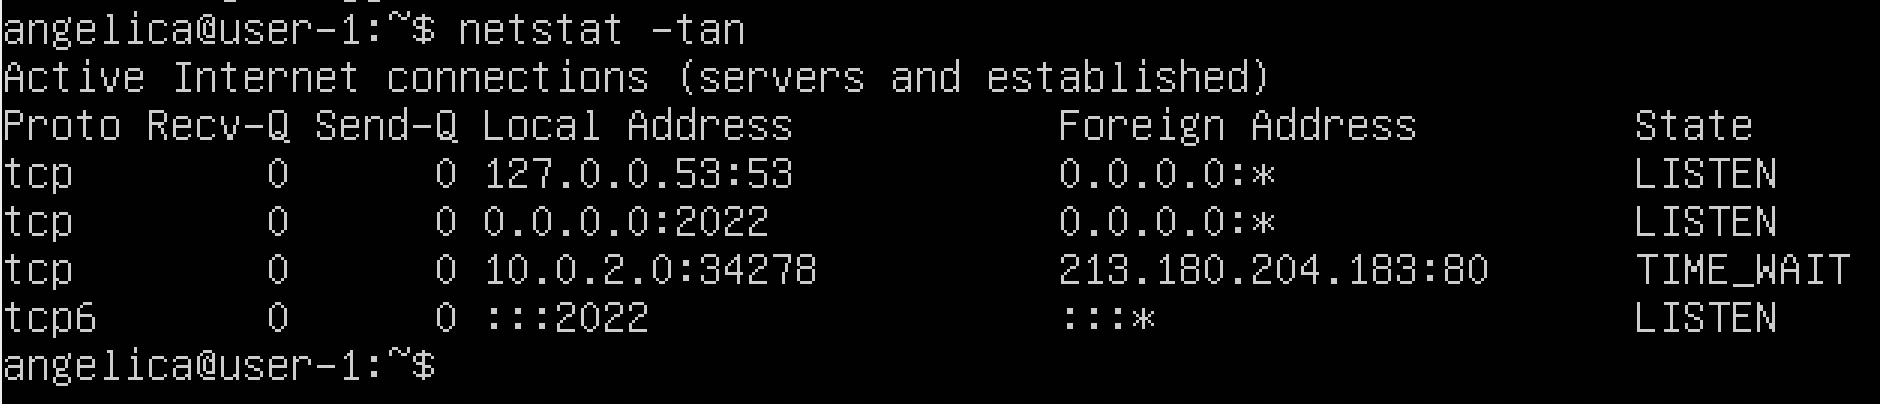 angelica@user-1:~$ netstat -tan
Active Internet connections (servers and established)
Proto Recv-Q Send-Q Local Address           Foreign Address         State
tcp        0      0 127.0.0.53:53           0.0.0.0:*               LISTEN
tcp        0      0 0.0.0.0:2022            0.0.0.0:*               LISTEN
tcp        0      0 10.0.2.0:34278          213.180.204.183:80      TIME_WAIT
tcp6       0      0 :::2022                 :::*                    LISTEN
angelica@user-1:~$